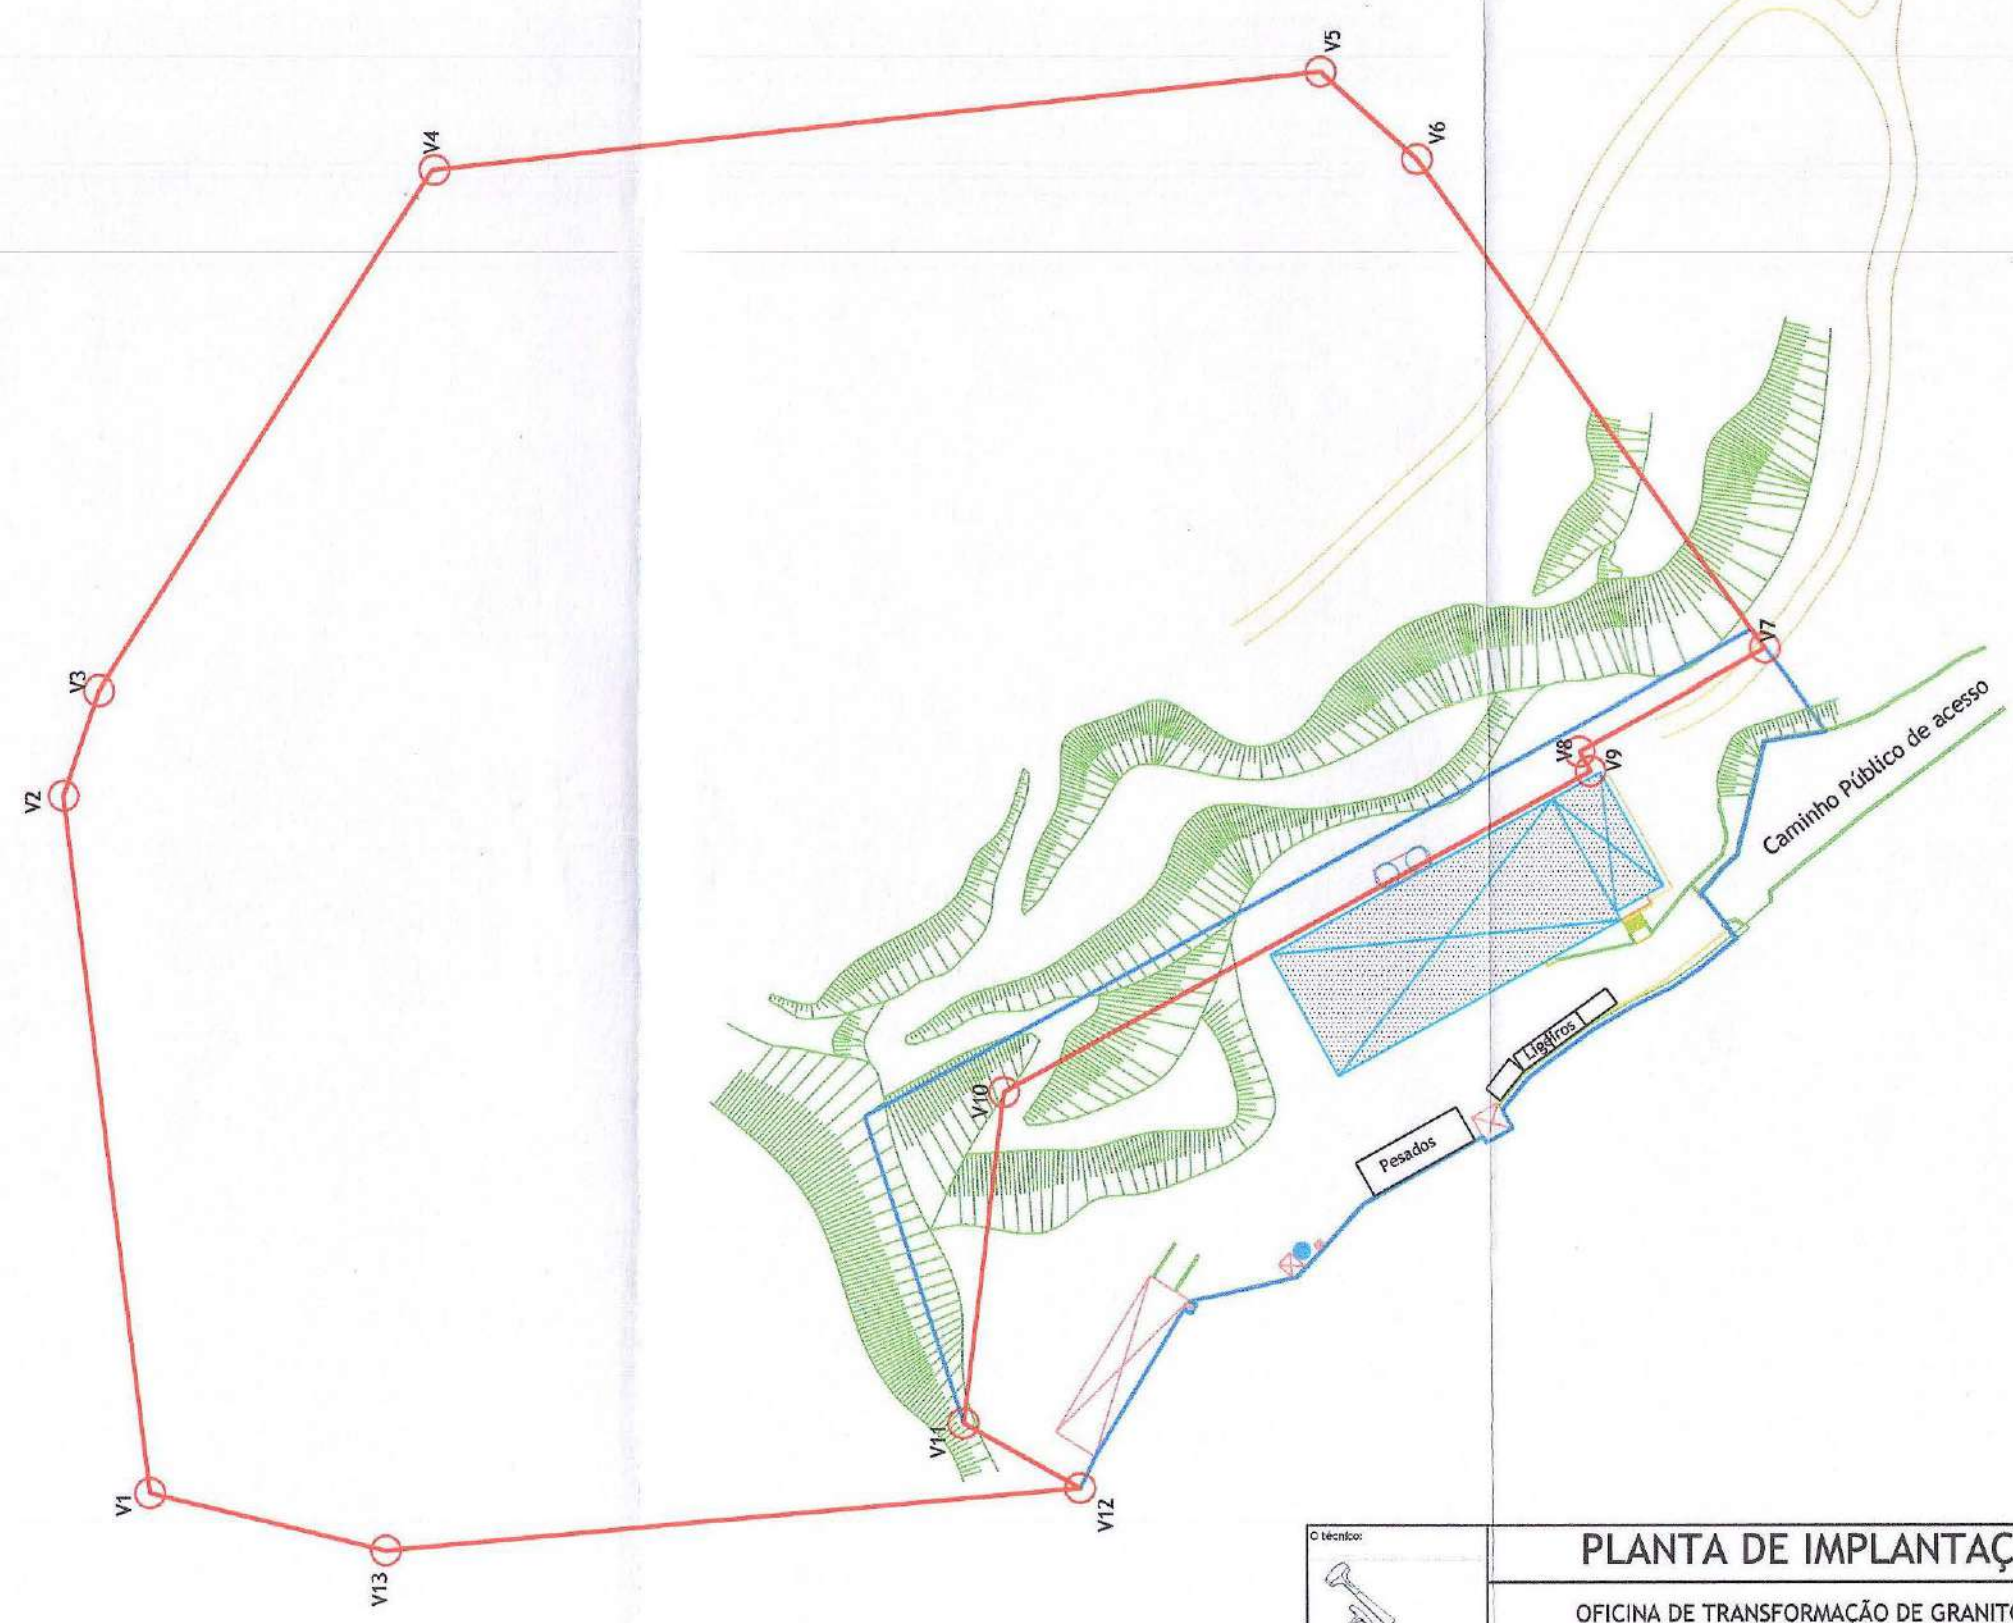 V5
V4
V6
V3
V7
V2
V8
V9
Caminho Público de acesso
Ligeiros
V10
Pesados
V11
V1
V12
V13
O técnico:
PLANTA DE IMPLANTAÇ
OFICINA DE TRANSFORMAÇÃO DE GRANIT